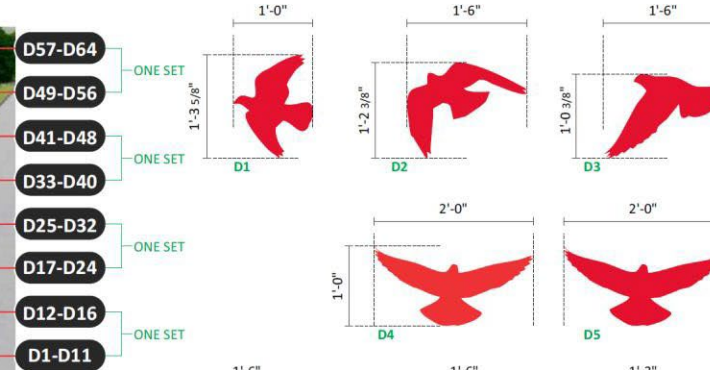 1'-0"
1'-6"
1'-6"
D57-D64
ONE SET
D49-D56
1'-3 5/8"
1'-2 3/8"
1'-0 3/8"
D41-D48
ONE SET
D33-D40
D1
D2
D3
D25-D32
ONE SET
D17-D24
2'-0"
2'-0"
1'-0"
D12-D16
ONE SET
D1-D11
D4
D5